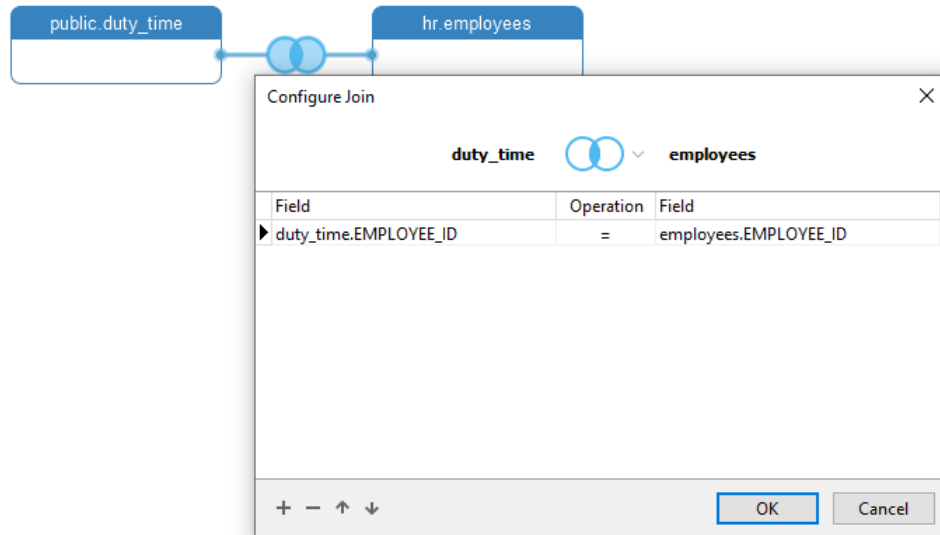 public.duty_time
hr.employees
Configure Join
duty_time employees
Field Operation Field
duty_time.EMPLOYEE_ID = employees.EMPLOYEE_ID
OK Cancel